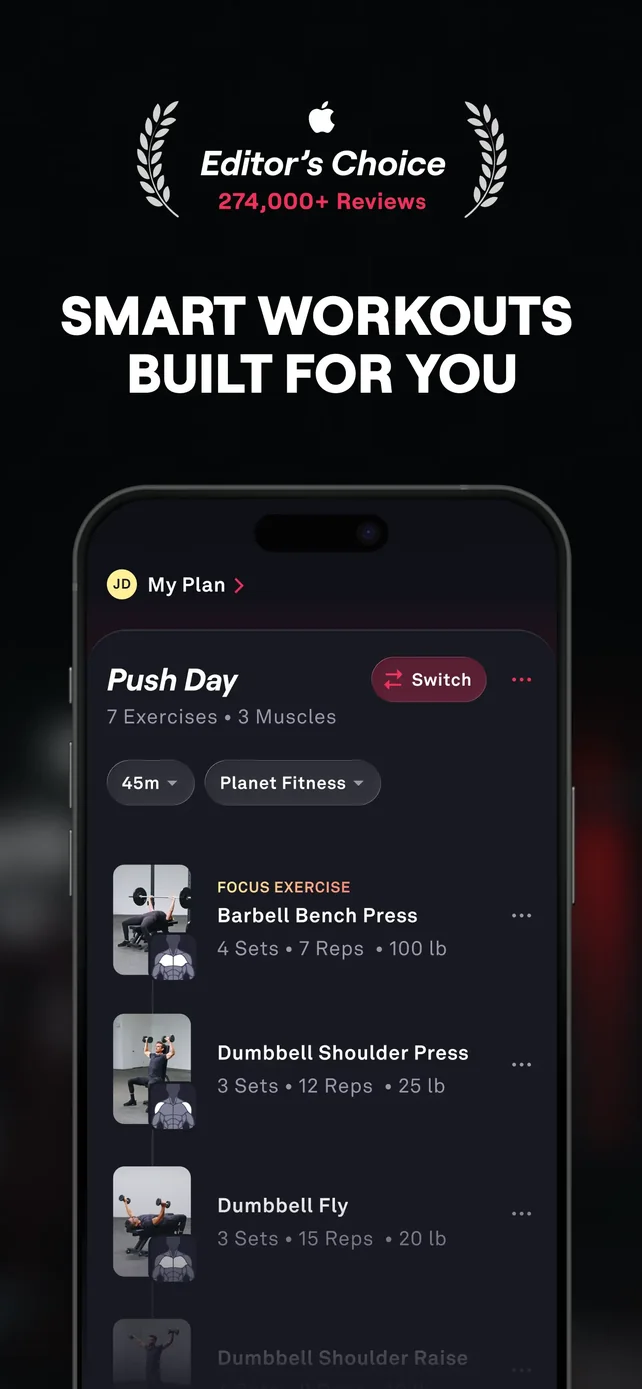 Editor's Choice
274,000+ Reviews
SMART WORKOUTS
BUILT FOR YOU
JD My Plan
Push Day
Switch
7 Exercises • 3 Muscles
45m
Planet Fitness
FOCUS EXERCISE
Barbell Bench Press
4 Sets • 7 Reps • 100 lb
Dumbbell Shoulder Press
3 Sets • 12 Reps • 25 lb
Dumbbell Fly
3 Sets • 15 Reps • 20 lb
Dumbbell Shoulder Raise